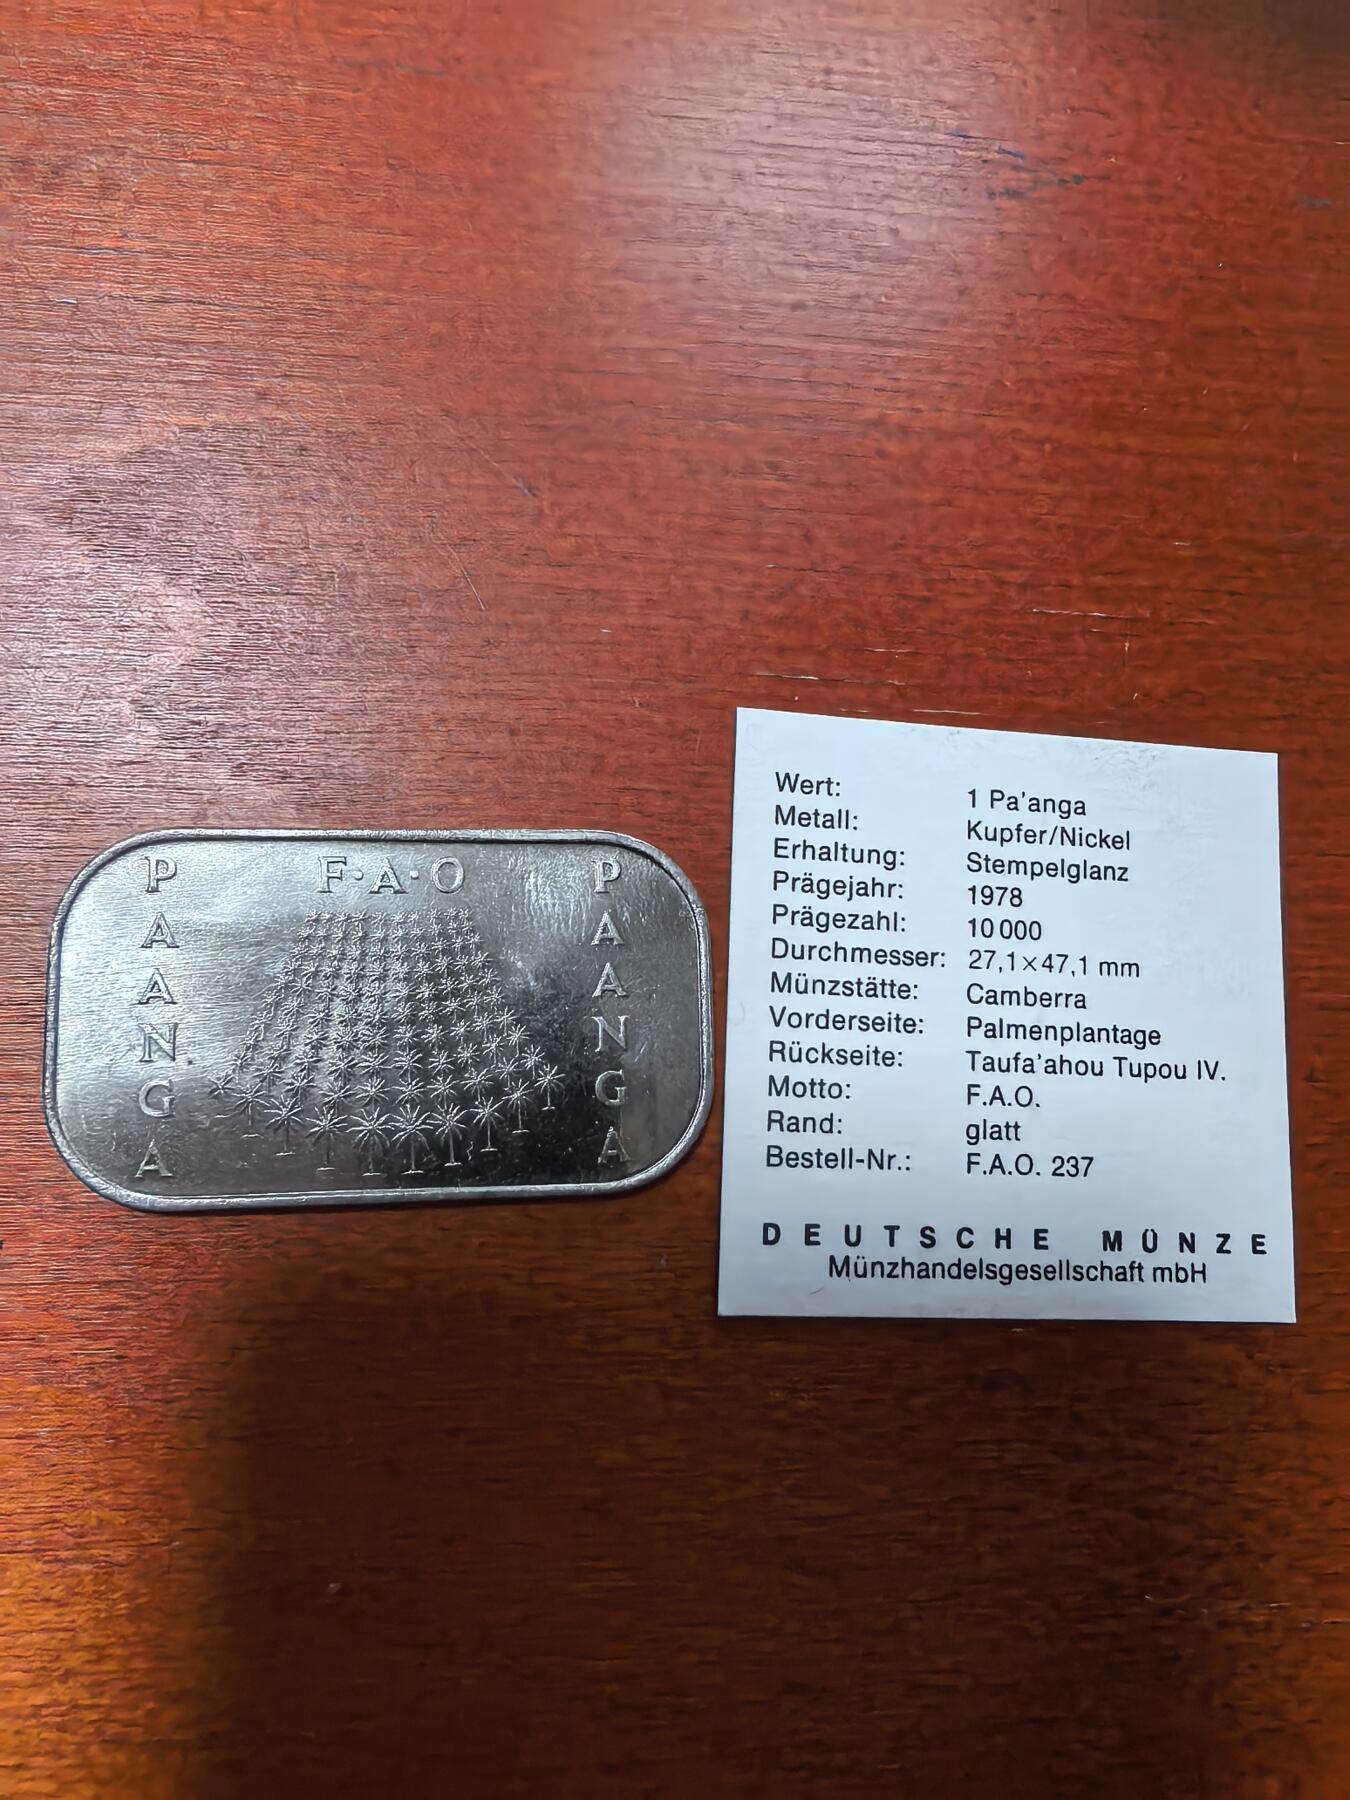 F·A·O
PAANGA
PAANGA
Wert: 1 Pa'anga
Metall: Kupfer/Nickel
Erhaltung: Stempelglanz
Prägejahr: 1978
Prägezahl: 10 000
Durchmesser: 27,1×47,1 mm
Münzstätte: Camberra
Vorderseite: Palmenplantage
Rückseite: Taufa'ahou Tupou IV.
Motto: F.A.O.
Rand: glatt
Bestell-Nr.: F.A.O. 237
DEUTSCHE MÜNZE
Münzhandelsgesellschaft mbH